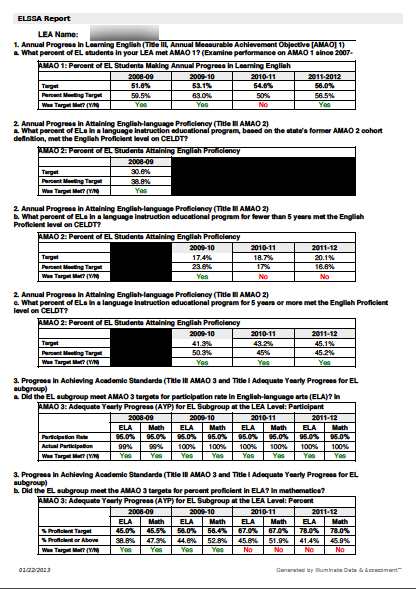 ELSSA Report
LEA Name:
1. Annual Progress in Learning English (Title III, Annual Measurable Achievement Objective [AMAO] 1)
a. What percent of EL students in your LEA met AMAO 1? (Examine performance on AMAO 1 since 2007-
AMAO 1: Percent of EL Students Making Annual Progress in Learning English
2008-09 2009-10 2010-11 2011-2012
Target 51.6% 53.1% 54.6% 56.0%
Percent Meeting Target 59.5% 63.0% 50% 56.5%
Was Target Met? (Y/N) Yes Yes No Yes
2. Annual Progress in Attaining English-language Proficiency (Title III AMAO 2)
a. What percent of ELs in a language instruction educational program, based on the state's former AMAO 2 cohort
definition, met the English Proficient level on CELDT?
AMAO 2: Percent of EL Students Attaining English Proficiency
2008-09
Target 30.6%
Percent Meeting Target 38.8%
Was Target Met? (Y/N) Yes
2. Annual Progress in Attaining English-language Proficiency (Title III AMAO 2)
b. What percent of ELs in a language instruction educational program for fewer than 5 years met the English
Proficient level on CELDT?
AMAO 2: Percent of EL Students Attaining English Proficiency
2009-10 2010-11 2011-12
Target 17.4% 18.7% 20.1%
Percent Meeting Target 23.6% 17% 16.6%
Was Target Met? (Y/N) Yes No No
2. Annual Progress in Attaining English-language Proficiency (Title III AMAO 2)
c. What percent of ELs in a language instruction educational program for 5 years or more met the English Proficient
level on CELDT?
AMAO 2: Percent of EL Students Attaining English Proficiency
2009-10 2010-11 2011-12
Target 41.3% 43.2% 45.1%
Percent Meeting Target 50.3% 45% 45.2%
Was Target Met? (Y/N) Yes Yes Yes
3. Progress in Achieving Academic Standards (Title III AMAO 3 and Title I Adequate Yearly Progress for EL
subgroup)
a. Did the EL subgroup meet AMAO 3 targets for participation rate in English-language arts (ELA)? In
AMAO 3: Adequate Yearly Progress (AYP) for EL Subgroup at the LEA Level: Participant
2008-09 2009-10 2010-11 2011-12
ELA Math ELA Math ELA Math ELA Math
Participation Rate 95.0% 95.0% 95.0% 95.0% 95.0% 95.0% 95.0% 95.0%
Actual Participation 99% 99% 100% 100% 100% 100% 100% 100%
Was Target Met? (Y/N) Yes Yes Yes Yes Yes Yes Yes Yes
3. Progress in Achieving Academic Standards (Title III AMAO 3 and Title I Adequate Yearly Progress for EL
subgroup)
b. Did the EL subgroup meet the AMAO 3 targets for percent proficient in ELA? In mathematics?
AMAO 3: Adequate Yearly Progress (AYP) for EL Subgroup at the LEA Level: Percent
2008-09 2009-10 2010-11 2011-12
ELA Math ELA Math ELA Math ELA Math
% Proficient Target 45.0% 45.5% 56.0% 56.4% 67.0% 67.0% 78.0% 78.0%
% Proficient or Above 38.8% 47.3% 44.6% 52.8% 45.8% 51.9% 41.4% 45.9%
Was Target Met? (Y/N) Yes Yes Yes Yes No No No No
01/22/2013
Generated by Illuminate Data & Assessment™